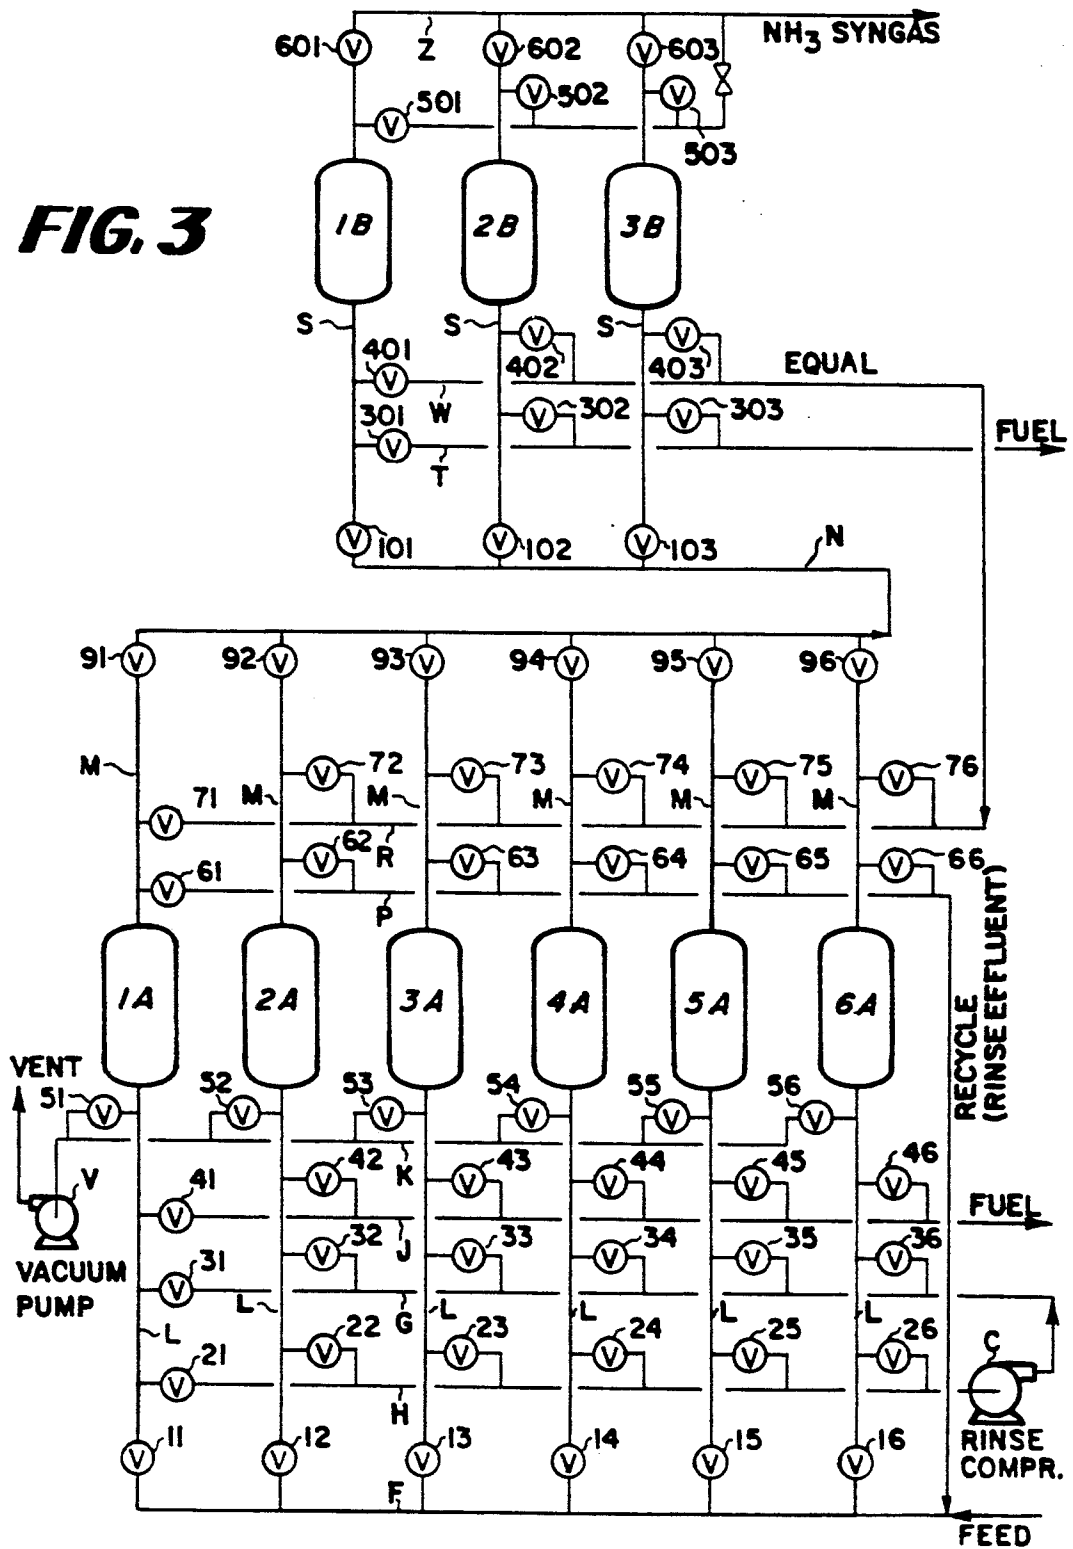 NH3 SYNGAS
601 V Z V 602 V 603
V 501 V 502 V 503
FIG. 3
1B 2B 3B
S S S
V 402 V 403
401 V W EQUAL
301 V T V 302 V 303 FUEL
V 101 V 102 V 103 N
91 V 92 V 93 V 94 V 95 V 96 V
V 72 V 73 V 74 V 75 V 76
M M M M M M
71 V R
V 62 V 63 V 64 V 65 V 66
V 61 P
1A 2A 3A 4A 5A 6A
RECYCLE
(RINSE EFFLUENT)
VENT
51 V 52 V 53 V 54 V 55 V 56 V
K
V 41 V 42 V 43 V 44 V 45 V 46
V J FUEL
VACUUM
PUMP
V 31 V 32 V 33 V 34 V 35 V 36
G
L L L L L L
V 21 V 22 V 23 V 24 V 25 V 26
H C
RINSE
COMPR.
V 11 V 12 V 13 V 14 V 15 V 16
F
FEED